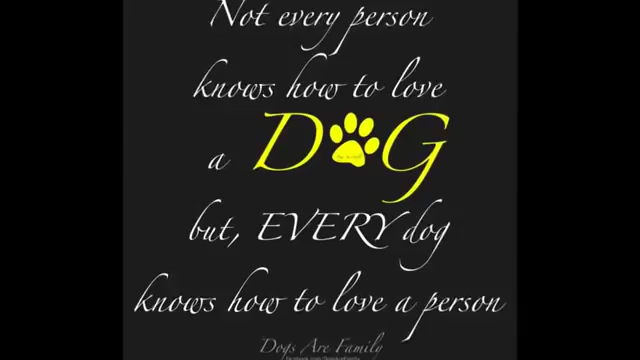 Not every person
knows how to love
a DOG
but, EVERY dog
knows how to love a person
Dogs Are Family